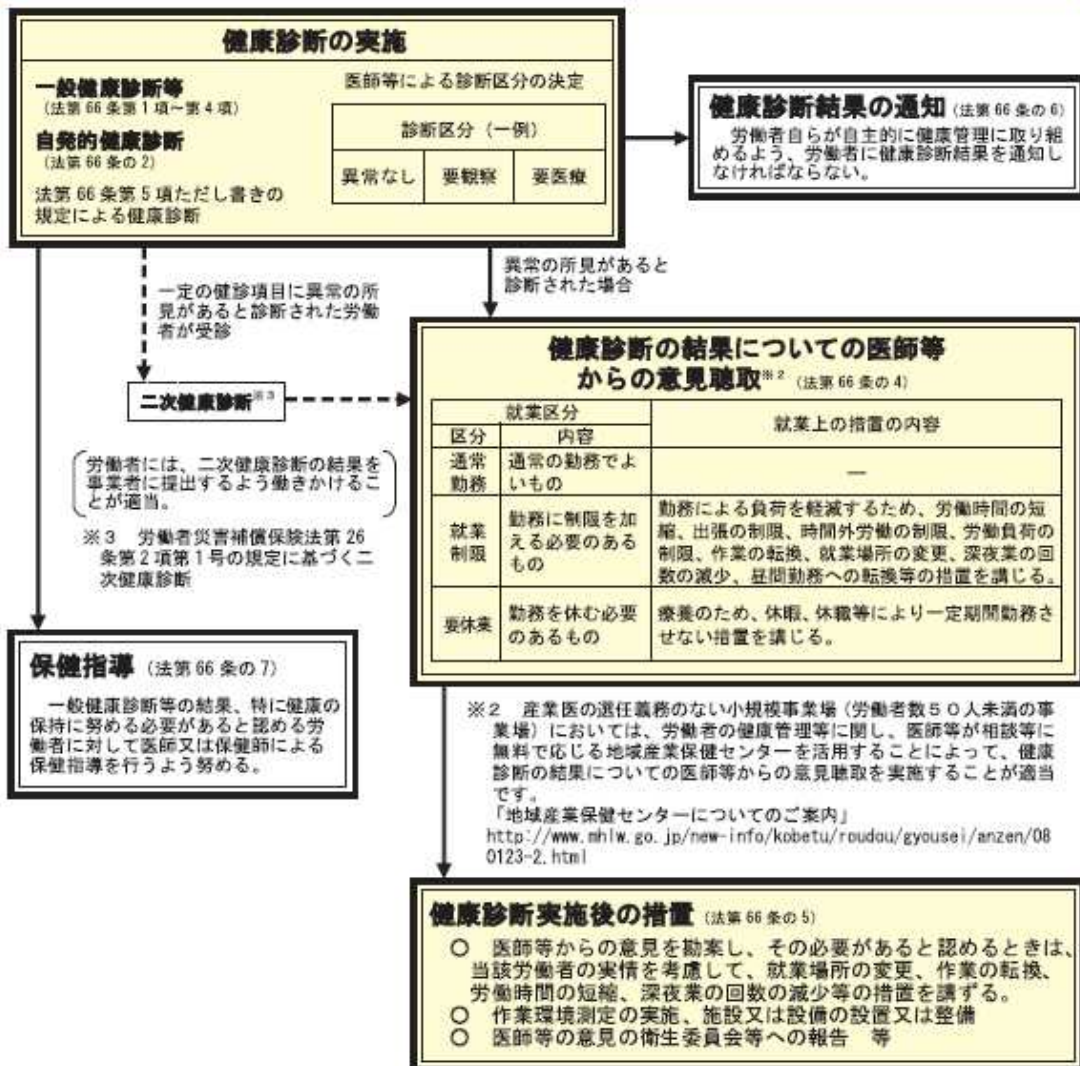 健康診断の実施
一般健康診断等
(法第66条第1項～第4項)
自発的健康診断
(法第66条の2)
法第66条第5項ただし書きの
規定による健康診断
医師等による診断区分の決定
診断区分(一例)
異常なし 要観察 要医療
健康診断結果の通知(法第66条の6)
労働者自らが自主的に健康管理に取り組
めるよう、労働者に健康診断結果を通知し
なければならない。
異常の所見があると
診断された場合
一定の健診項目に異常の所
見があると診断された労働
者が受診
二次健康診断※3
労働者には、二次健康診断の結果を
事業者に提出するよう働きかけるこ
とが適当。
※3 労働者災害補償保険法第26
条第2項第1号の規定に基づく二
次健康診断
健康診断の結果についての医師等
からの意見聴取※2(法第66条の4)
就業区分
就業上の措置の内容
区分 内容
通常
勤務
通常の勤務でよ
いもの
―
就業
制限
勤務に制限を加
える必要のある
もの
勤務による負荷を軽減するため、労働時間の短
縮、出張の制限、時間外労働の制限、労働負荷の
制限、作業の転換、就業場所の変更、深夜業の回
数の減少、昼間勤務への転換等の措置を講じる。
要休業
勤務を休む必要
のあるもの
療養のため、休暇、休職等により一定期間勤務さ
せない措置を講じる。
保健指導(法第66条の7)
一般健康診断等の結果、特に健康の
保持に努める必要があると認める労
働者に対して医師又は保健師による
保健指導を行うよう努める。
※2 産業医の選任義務のない小規模事業場(労働者数50人未満の事
業場)においては、労働者の健康管理等に関し、医師等が相談等に
無料で応じる地域産業保健センターを活用することによって、健康
診断の結果についての医師等からの意見聴取を実施することが適当
です。
「地域産業保健センターについてのご案内」
http://www.mhlw.go.jp/new-info/kobetu/roudou/gyousei/anzen/08
0123-2.html
健康診断実施後の措置(法第66条の5)
○ 医師等からの意見を勘案し、その必要があると認めるときは、
当該労働者の実情を考慮して、就業場所の変更、作業の転換、
労働時間の短縮、深夜業の回数の減少等の措置を講ずる。
○ 作業環境測定の実施、施設又は設備の設置又は整備
○ 医師等の意見の衛生委員会等への報告 等